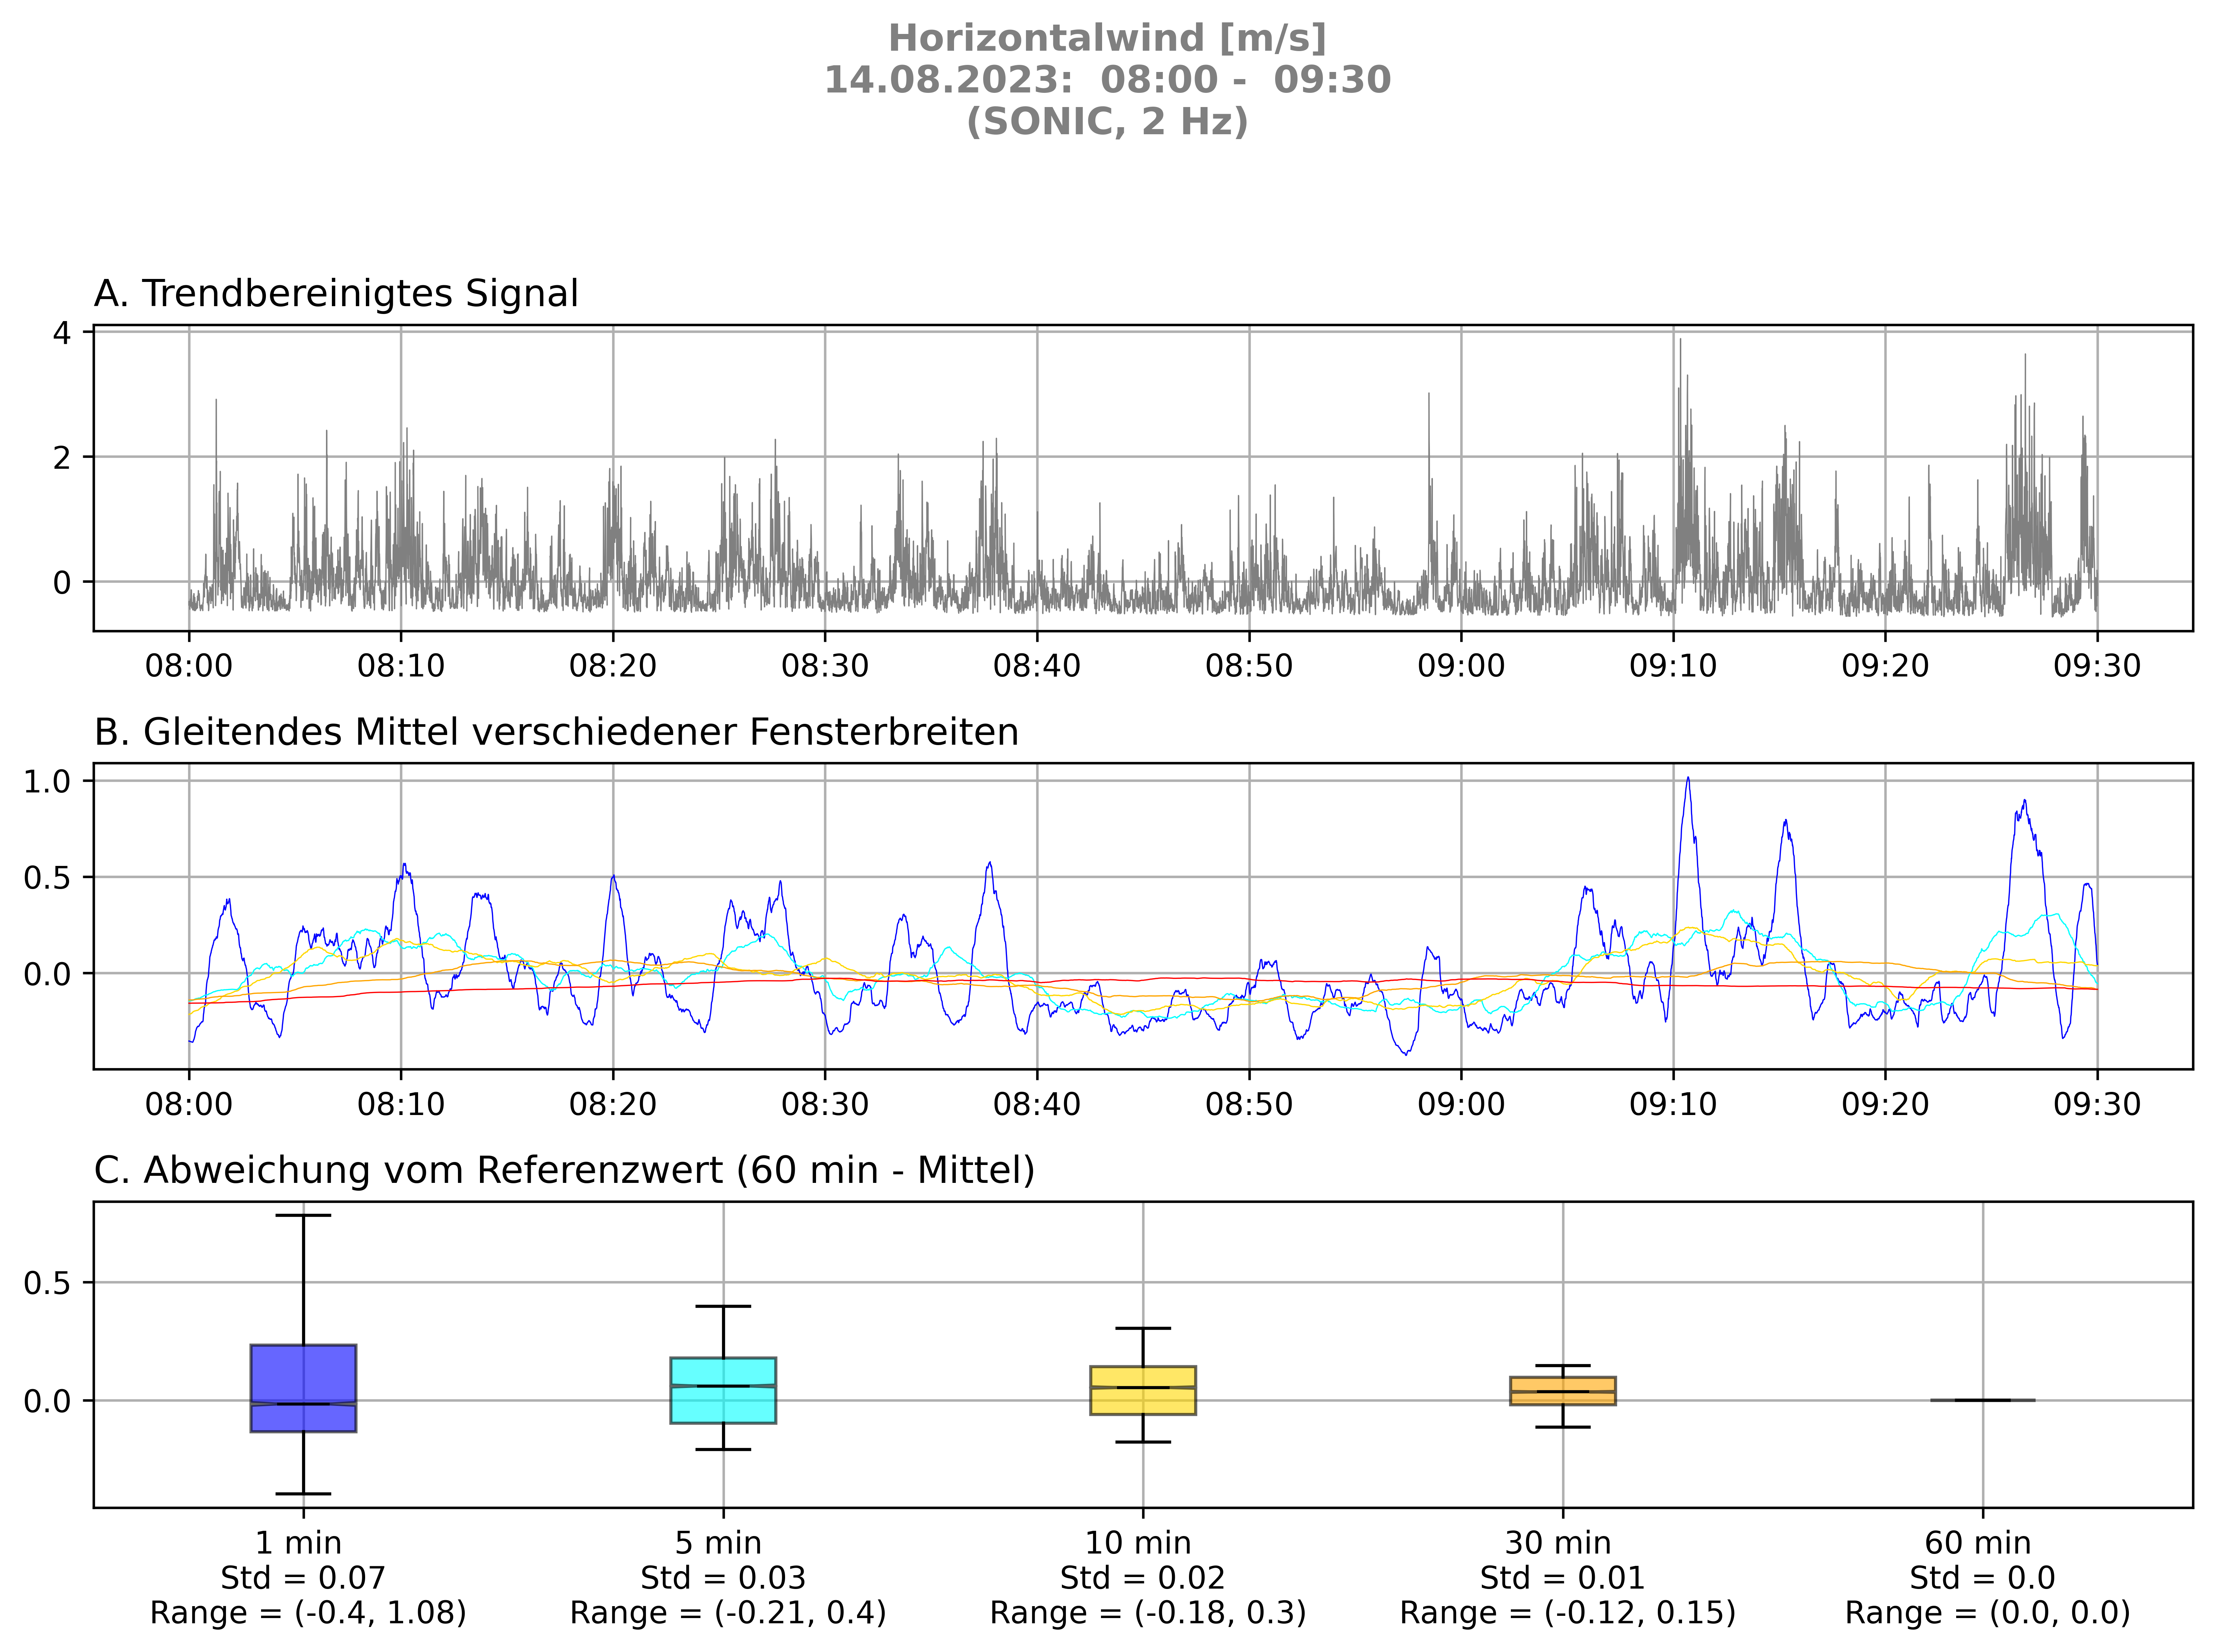 Horizontalwind [m/s]
14.08.2023:  08:00 -  09:30
(SONIC, 2 Hz)
A. Trendbereinigtes Signal
4
2
0
08:00 08:10 08:20 08:30 08:40 08:50 09:00 09:10 09:20 09:30
B. Gleitendes Mittel verschiedener Fensterbreiten
1.0
0.5
0.0
08:00 08:10 08:20 08:30 08:40 08:50 09:00 09:10 09:20 09:30
C. Abweichung vom Referenzwert (60 min - Mittel)
0.5
0.0
1 min 5 min 10 min 30 min 60 min
Std = 0.07 Std = 0.03 Std = 0.02 Std = 0.01 Std = 0.0
Range = (-0.4, 1.08) Range = (-0.21, 0.4) Range = (-0.18, 0.3) Range = (-0.12, 0.15) Range = (0.0, 0.0)